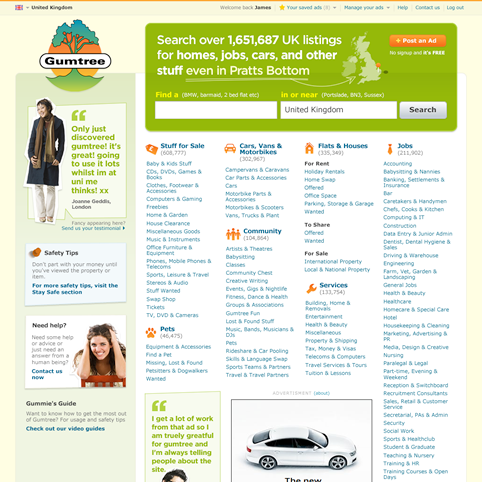 United Kingdom
Welcome back James
Your saved ads (8)
Manage your ads
Help
Contact us
Log out
Gumtree
Search over 1,651,687 UK listings
for homes, jobs, cars, and other
stuff even in Pratts Bottom
+ Post an Ad
No signup and it's FREE
Find a (BMW, barmaid, 2 bed flat etc)
in or near (Portslade, BN3, Sussex)
United Kingdom
Search
Only just
discovered
gumtree! it's
great! going
to use it lots
whilst im at
uni me
thinks! xx
Joanne Geddis,
London
Fancy appearing here?
Send us your testimonial
Safety Tips
Don't part with your money until
you've viewed the property or
item.
For more safety tips, visit the
Stay Safe section
Need help?
Need some help
or advice or
just need an
answer from a
human being?
Contact us
now
Gummie's Guide
Want to know how to get the most out
of Gumtree? For usage and safety tips
Check out our video guides
Stuff for Sale
(608,777)
Baby & Kids Stuff
CDs, DVDs, Games &
Books
Clothes, Footwear &
Accessories
Computers & Gaming
Freebies
Home & Garden
House Clearance
Miscellaneous Goods
Music & Instruments
Office Furniture &
Equipment
Phones, Mobile Phones &
Telecoms
Sports, Leisure & Travel
Stereos & Audio
Stuff Wanted
Swap Shop
Tickets
TV, DVD & Cameras
Pets
(46,475)
Equipment & Accessories
Find a Pet
Missing, Lost & Found
Petsitters & Dogwalkers
Wanted
I get a lot of work
from that ad so I
am truely greatful
for gumtree and
I'm always telling
people about the
site.
Cars, Vans &
Motorbikes
(302,967)
Campervans & Caravans
Car Parts & Accessories
Cars
Motorbike Parts &
Accessories
Motorbikes & Scooters
Vans, Trucks & Plant
Community
(104,864)
Artists & Theatres
Babysitting
Classes
Community Chest
Creative Writing
Events, Gigs & Nightlife
Fitness, Dance & Health
Groups & Associations
Gumtree Fun
Lost & Found Stuff
Music, Bands, Musicians &
DJs
Pets
Rideshare & Car Pooling
Skills & Language Swap
Sports Teams & Partners
Travel & Travel Partners
Flats & Houses
(335,349)
For Rent
Holiday Rentals
Home Swap
Offered
Office Space
Parking, Storage & Garage
Wanted
To Share
Offered
Wanted
For Sale
International Property
Local & National Property
Services
(133,754)
Building, Home &
Removals
Entertainment
Health & Beauty
Miscellaneous
Property & Shipping
Tax, Money & Visas
Telecoms & Computers
Travel Services & Tours
Tuition & Lessons
ADVERTISEMENT (about)
The new
Jobs
(211,902)
Accounting
Babysitting & Nannies
Banking, Settlements &
Insurance
Bar
Caretakers & Handymen
Chefs, Cooks & Kitchen
Computing & IT
Construction
Data Entry & Junior Admin
Dentist, Dental Hygiene &
Sales
Driving & Warehouse
Engineering
Farm, Vet, Garden &
Landscaping
General Jobs
Health & Beauty
Healthcare
Homecare & Special Care
Hotel
Housekeeping & Cleaning
Marketing, Advertising &
PR
Media, Design & Creative
Nursing
Paralegal & Legal
Part-time, Evening &
Weekend
Reception & Switchboard
Recruitment Consultants
Sales, Retail & Customer
Service
Secretarial, PAs & Admin
Security
Social Work
Sports & Healthclub
Student & Graduate
Teaching & Nursery
Training & HR
Training Courses & Open
Days